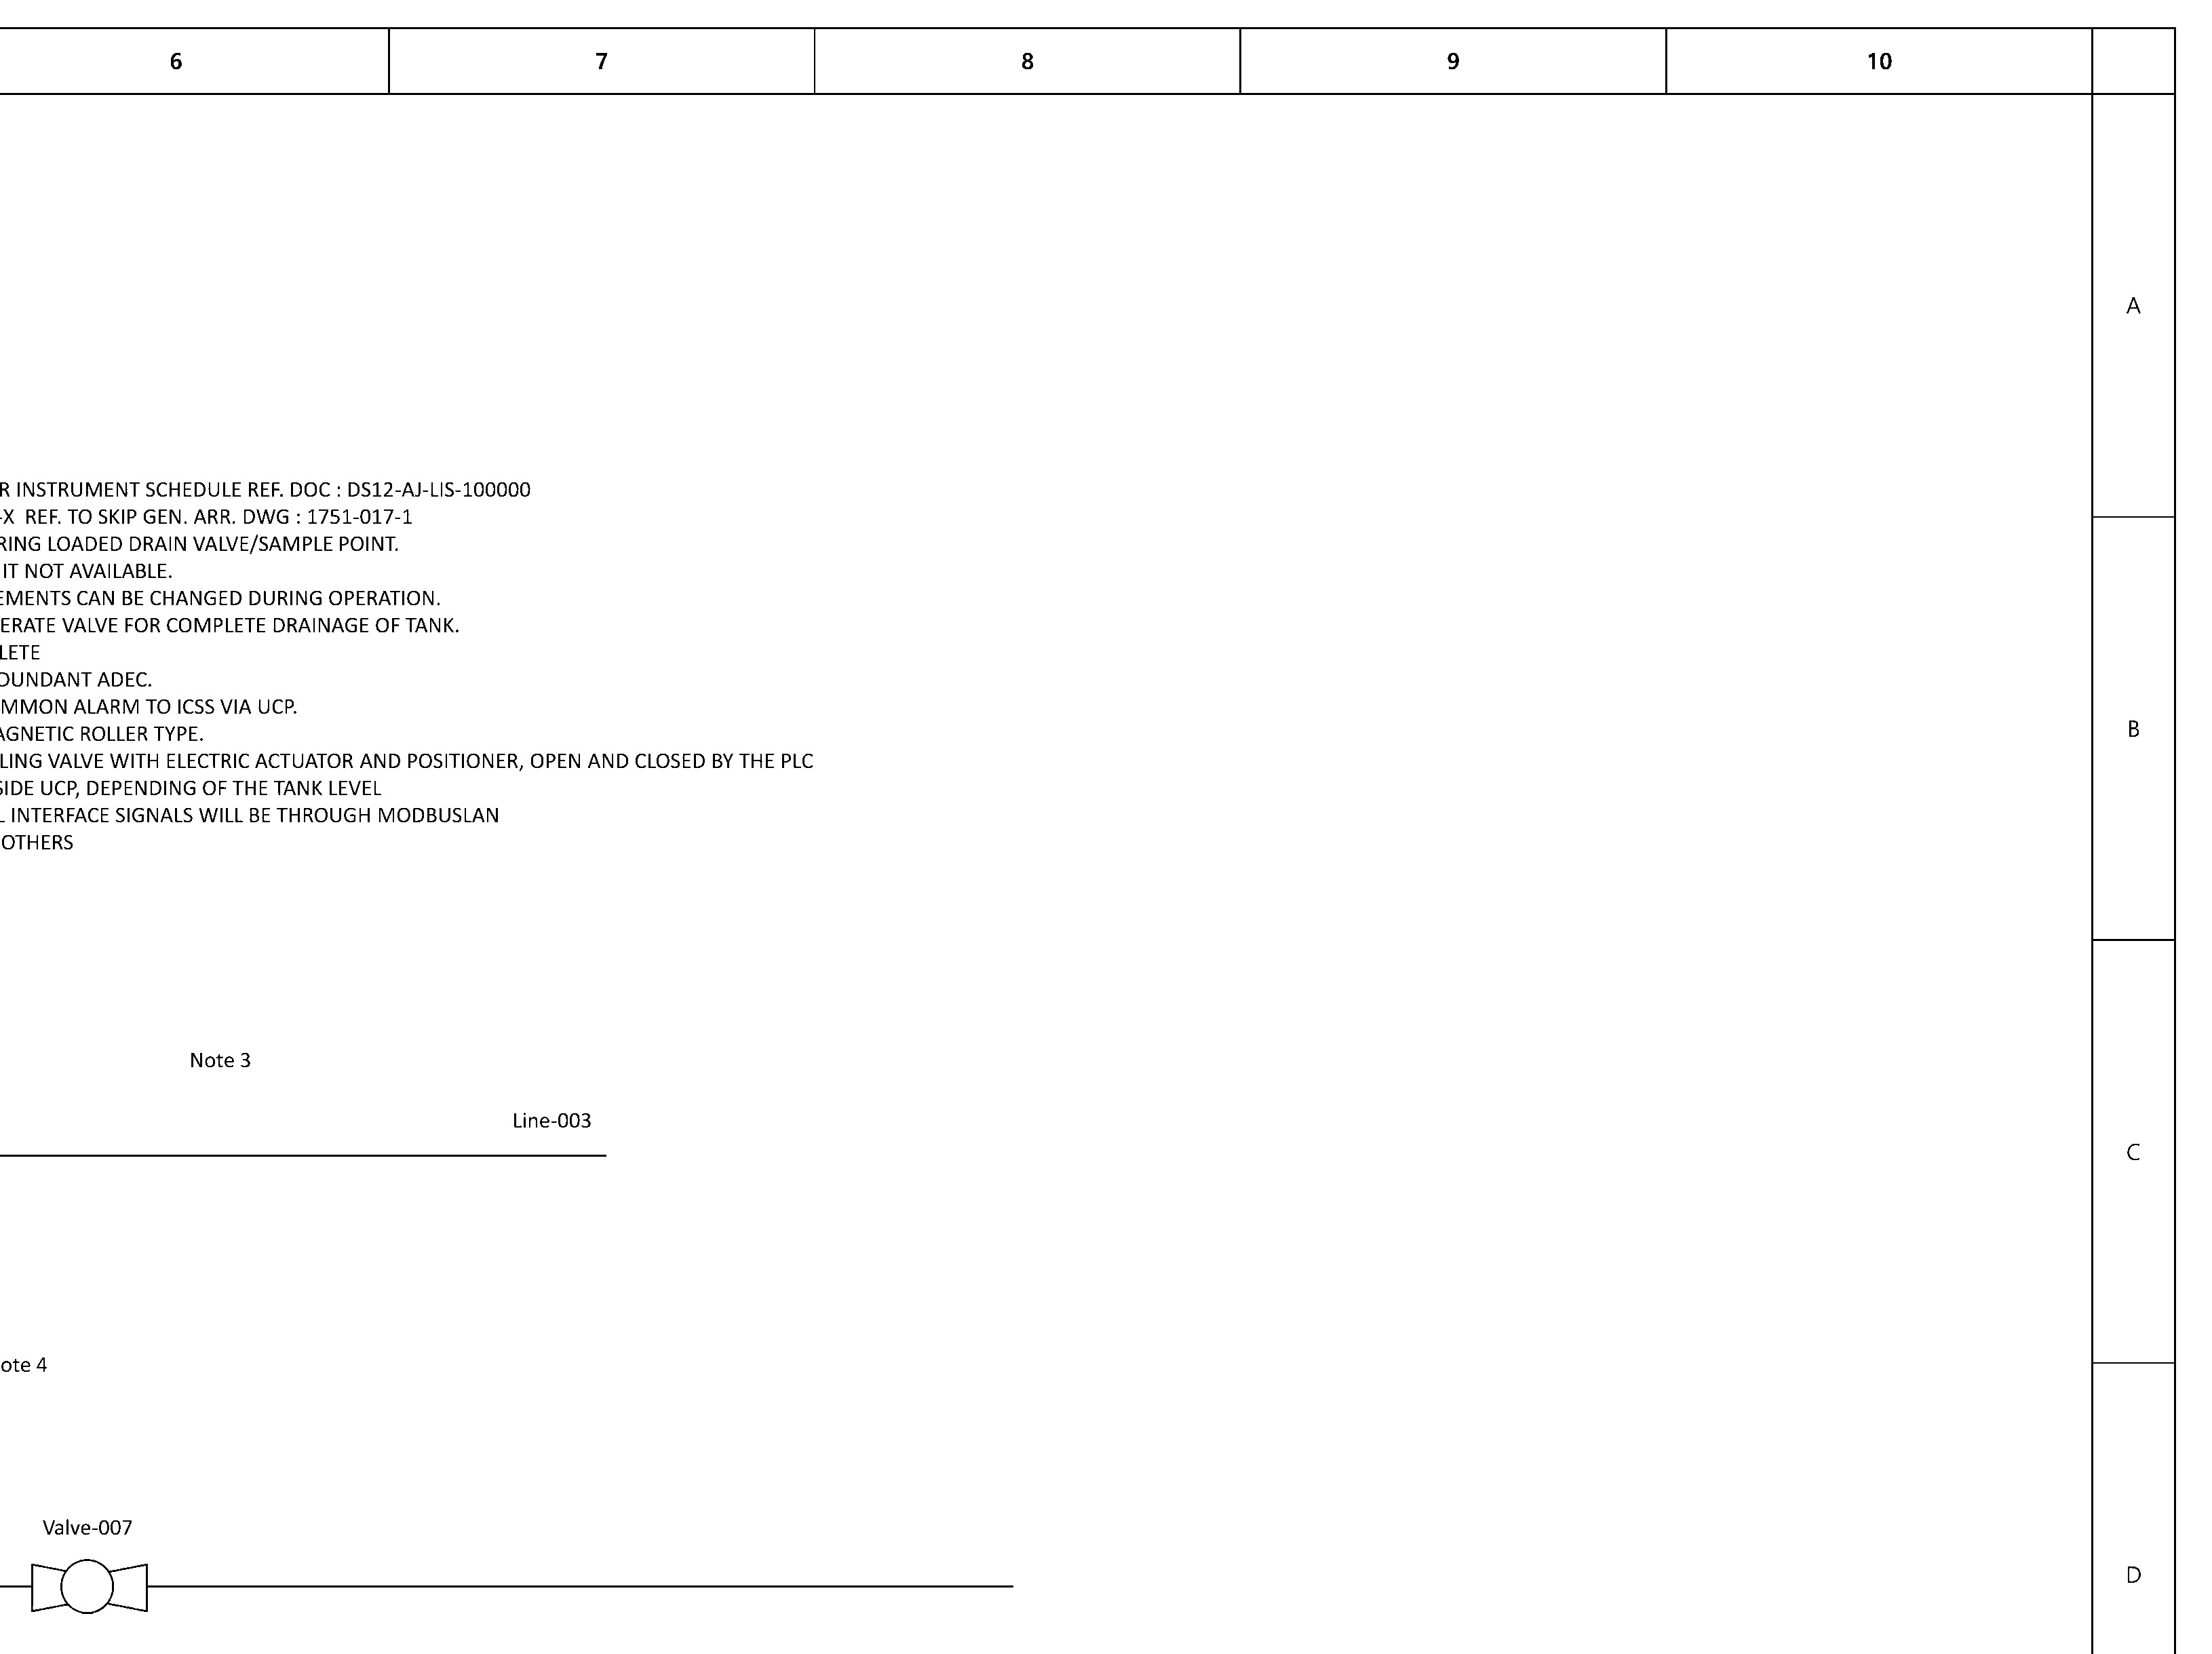 6 7 8 9 10
A
R INSTRUMENT SCHEDULE REF. DOC : DS12-AJ-LIS-100000
-X REF. TO SKIP GEN. ARR. DWG : 1751-017-1
RING LOADED DRAIN VALVE/SAMPLE POINT.
IT NOT AVAILABLE.
EMENTS CAN BE CHANGED DURING OPERATION.
ERATE VALVE FOR COMPLETE DRAINAGE OF TANK.
LETE
DUNDANT ADEC.
B
MMON ALARM TO ICSS VIA UCP.
AGNETIC ROLLER TYPE.
LING VALVE WITH ELECTRIC ACTUATOR AND POSITIONER, OPEN AND CLOSED BY THE PLC
SIDE UCP, DEPENDING OF THE TANK LEVEL
L INTERFACE SIGNALS WILL BE THROUGH MODBUSLAN
OTHERS
Note 3
Line-003
C
ote 4
Valve-007
D